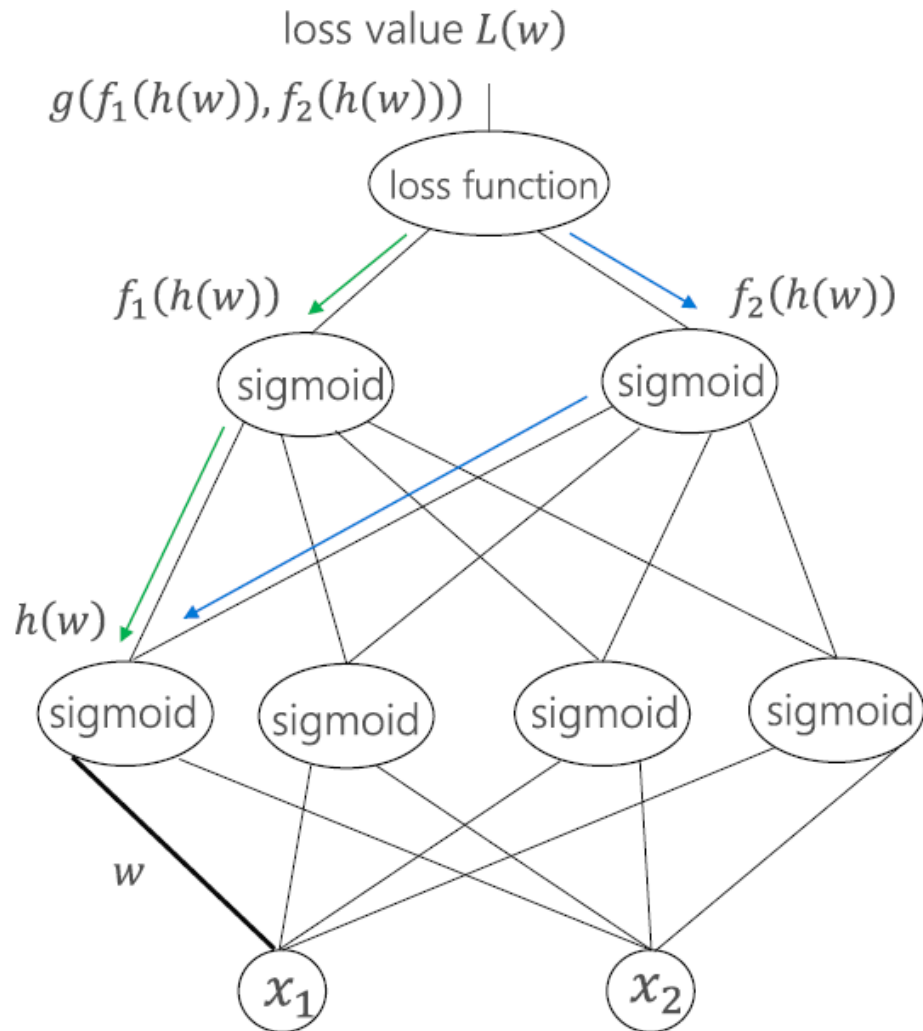 loss value L(w)
g(f₁(h(w)), f₂(h(w)))
loss function
f₁(h(w))
f₂(h(w))
sigmoid
sigmoid
h(w)
sigmoid
sigmoid
sigmoid
sigmoid
w
x₁
x₂